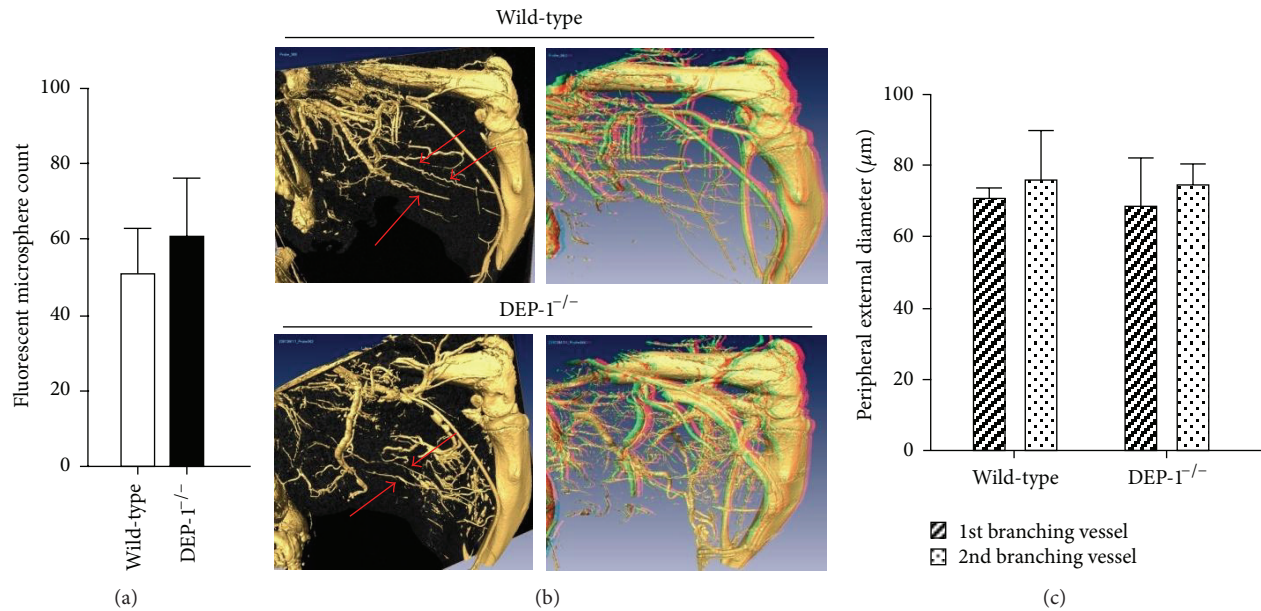 Wild-type
Fluorescent microsphere count
100
80
60
40
20
0
Wild-type
DEP-1−/−
(a)
DEP-1−/−
(b)
Peripheral external diameter (μm)
100
80
60
40
20
0
Wild-type
DEP-1−/−
1st branching vessel
2nd branching vessel
(c)